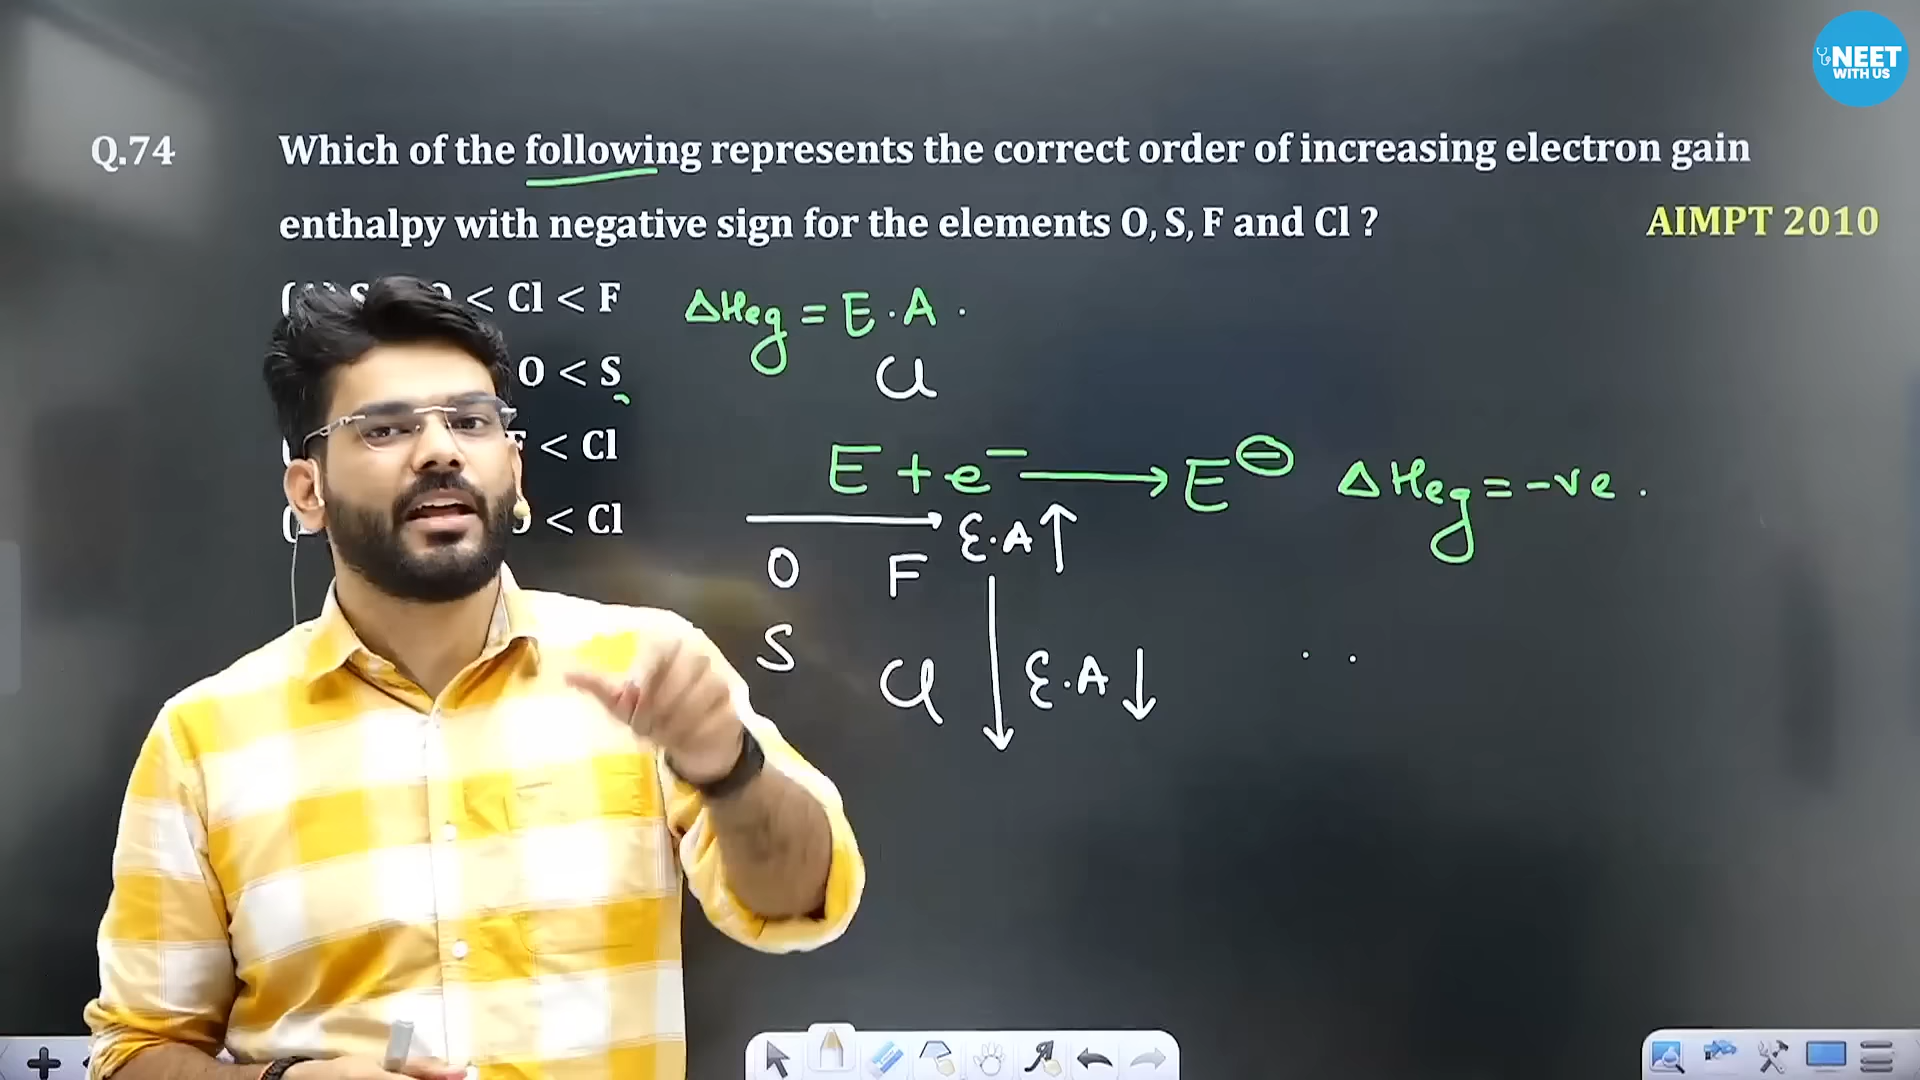 NEET
WITH US
Q.74 Which of the following represents the correct order of increasing electron gain
enthalpy with negative sign for the elements O, S, F and Cl ?
AIMPT 2010
< Cl < F
O < S
< Cl
< Cl
ΔHeg = E.A.
Cl
E + e⁻ → E⊖ ΔHeg = -ve.
E.A ↑
O F
S Cl
E.A ↓